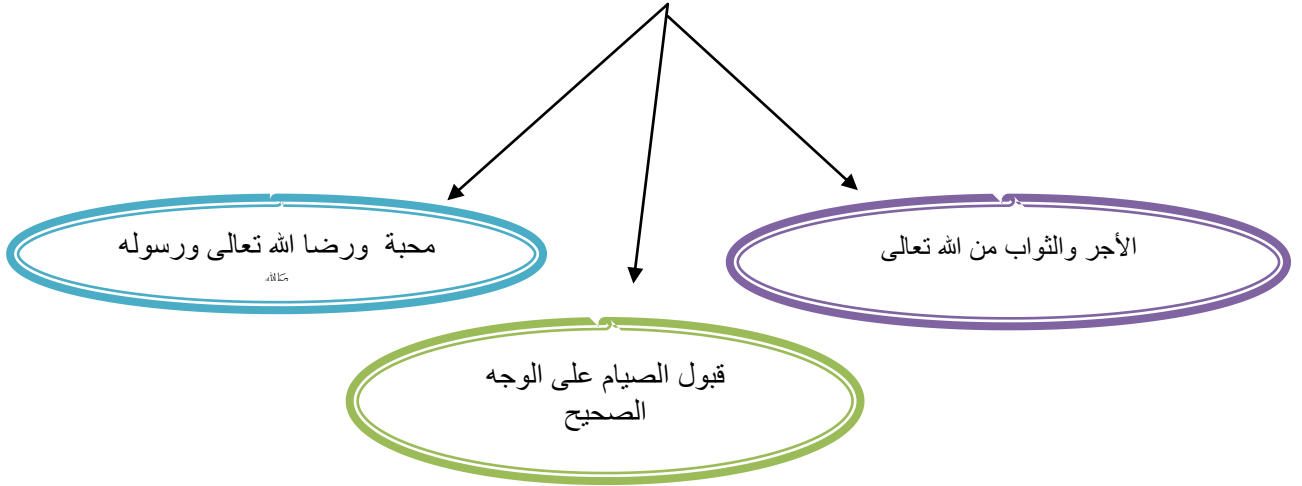 الأجر والثواب من الله تعالى
محبة ورضا الله تعالى ورسوله
قبول الصيام على الوجه
الصحيح